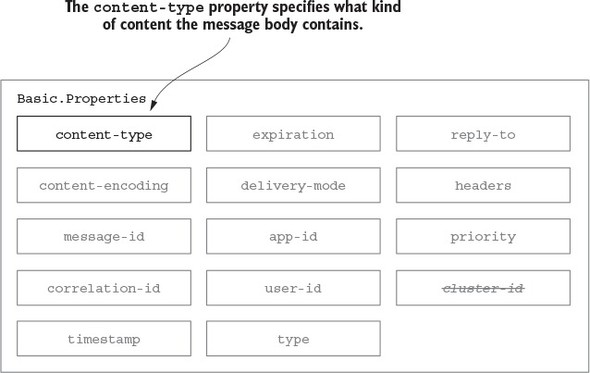 The content-type property specifies what kind
of content the message body contains.
Basic.Properties
content-type expiration reply-to
content-encoding delivery-mode headers
message-id app-id priority
correlation-id user-id cluster-id
timestamp type